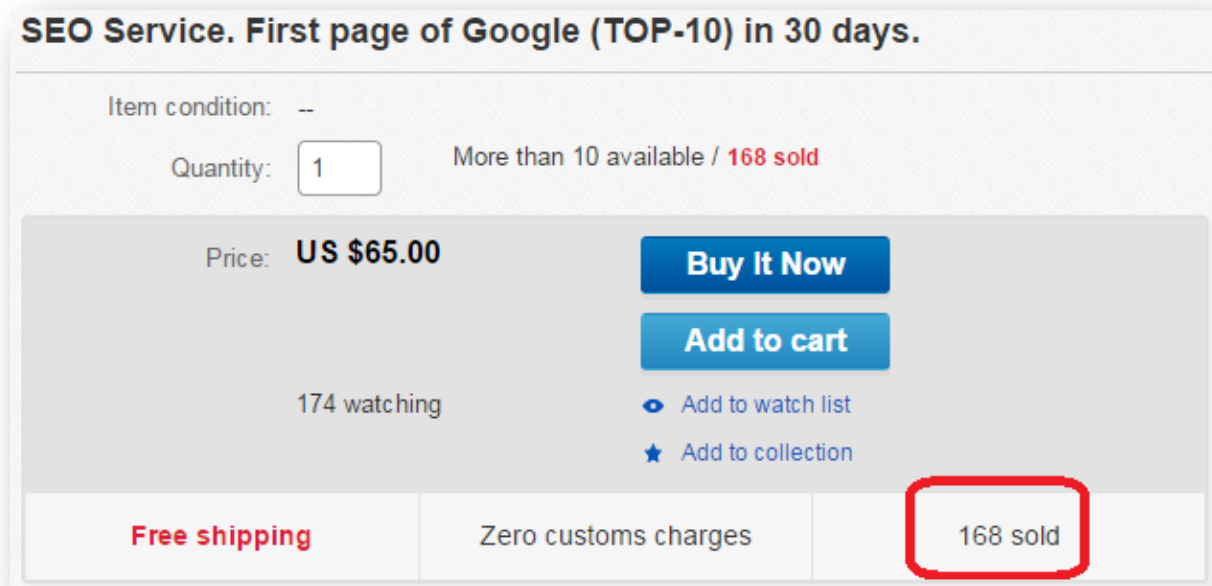 SEO Service. First page of Google (TOP-10) in 30 days.
Item condition: --
Quantity: 1 More than 10 available / 168 sold
Price: US $65.00 Buy It Now
Add to cart
174 watching Add to watch list
Add to collection
Free shipping Zero customs charges 168 sold